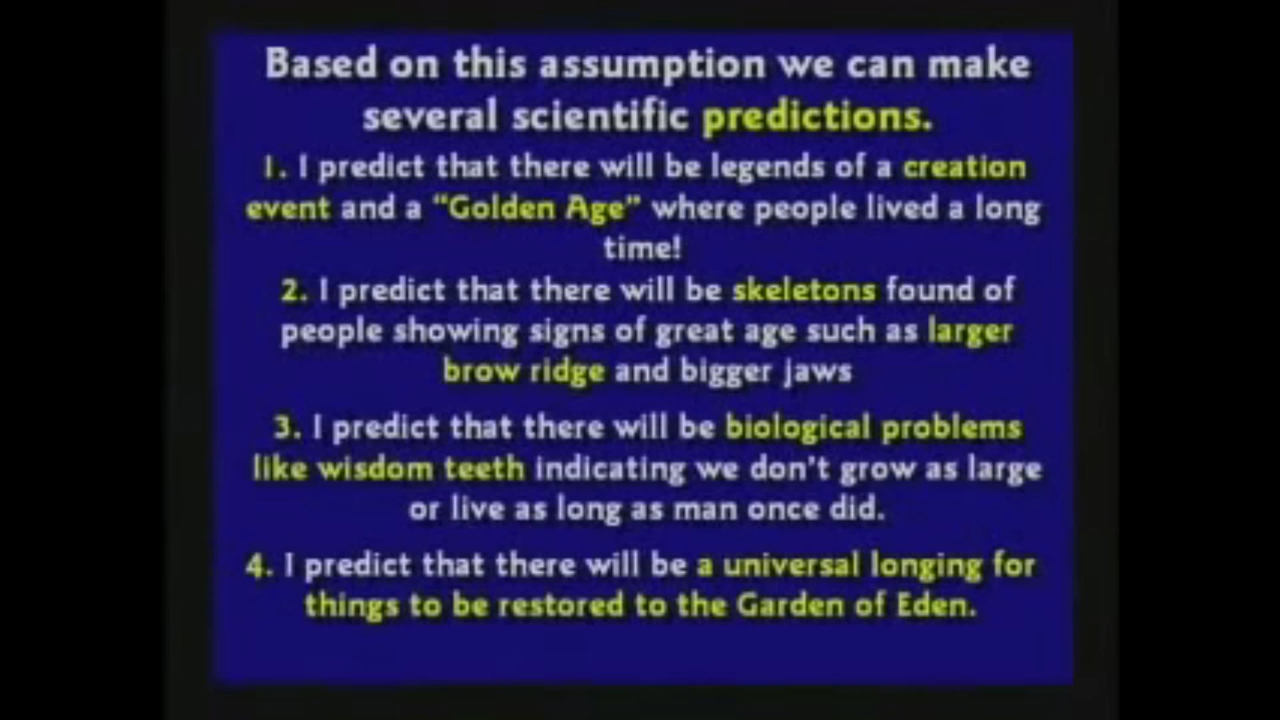 Based on this assumption we can make
several scientific predictions.
1. I predict that there will be legends of a creation
event and a "Golden Age" where people lived a long
time!
2. I predict that there will be skeletons found of
people showing signs of great age such as larger
brow ridge and bigger jaws
3. I predict that there will be biological problems
like wisdom teeth indicating we don't grow as large
or live as long as man once did.
4. I predict that there will be a universal longing for
things to be restored to the Garden of Eden.